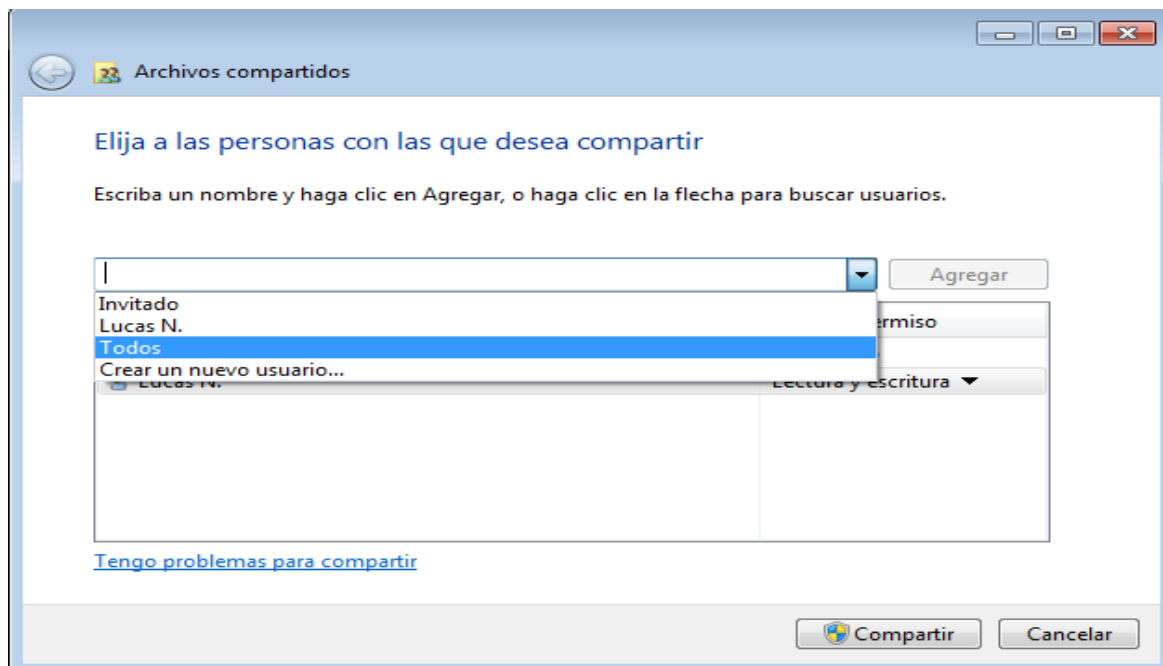 Archivos compartidos
Elija a las personas con las que desea compartir
Escriba un nombre y haga clic en Agregar, o haga clic en la flecha para buscar usuarios.
Agregar
Invitado
Lucas N.
Todos
Crear un nuevo usuario...
ermiso
Lucas N. Lectura y escritura
Tengo problemas para compartir
Compartir Cancelar